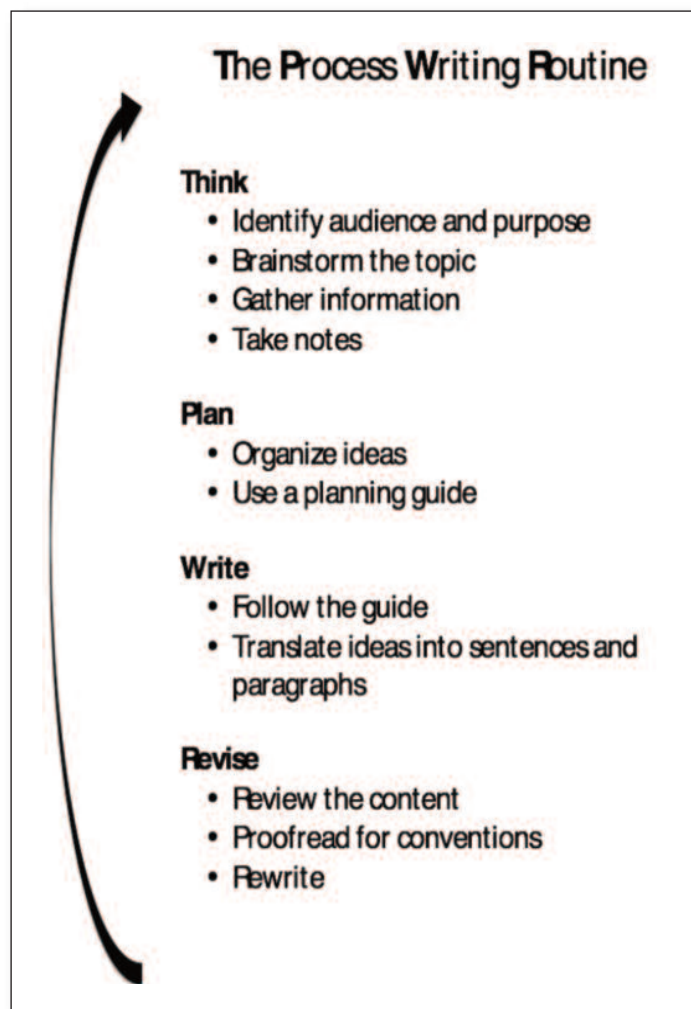 The Process Writing Routine
Think
• Identify audience and purpose
• Brainstorm the topic
• Gather information
• Take notes
Plan
• Organize ideas
• Use a planning guide
Write
• Follow the guide
• Translate ideas into sentences and
paragraphs
Revise
• Review the content
• Proofread for conventions
• Rewrite